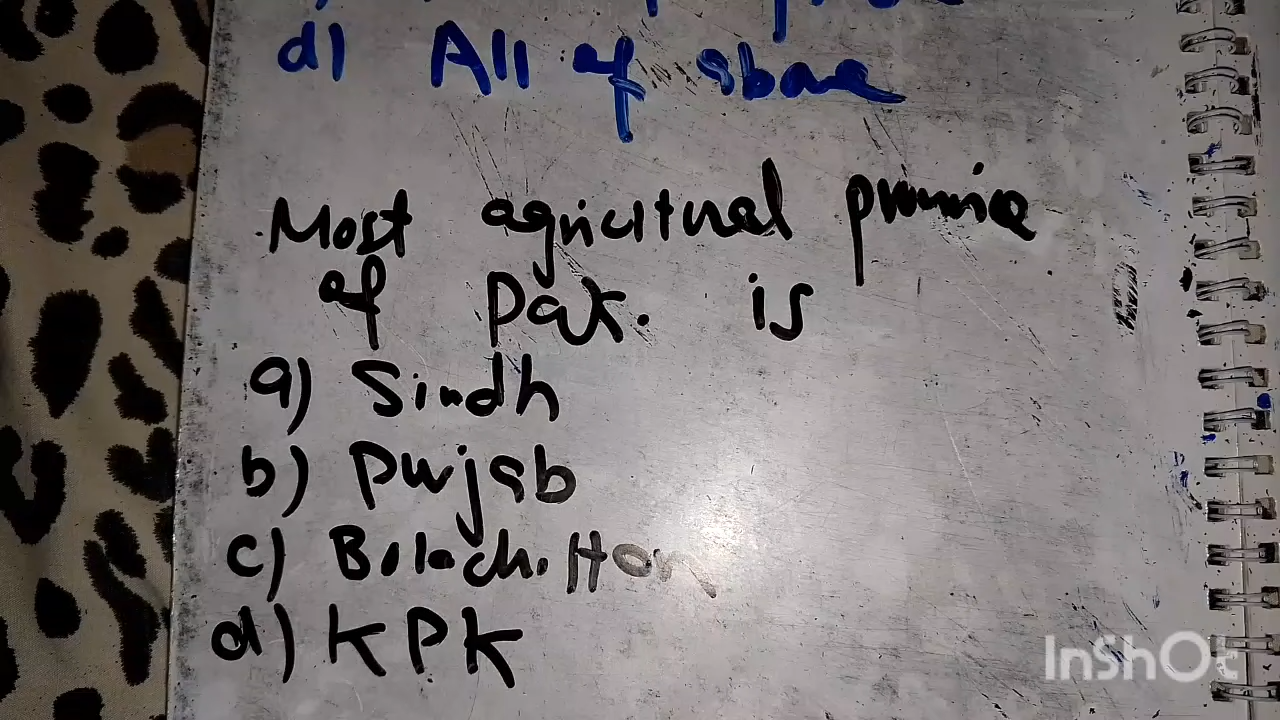 d) All of above
Most agricultural province
of Pak. is
a) Sindh
b) Punjab
c) Balochistan
d) KPK
InShOt